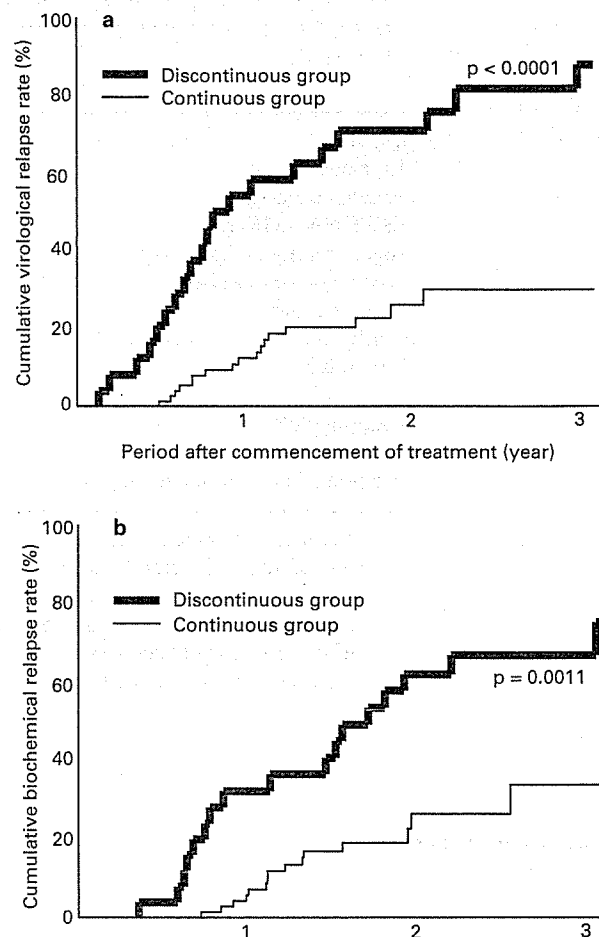 a
100
80
60
40
20
0
Cumulative virological relapse rate (%)
Discontinuous group
Continuous group
p < 0.0001
1
2
3
Period after commencement of treatment (year)
b
100
80
60
40
20
0
Cumulative biochemical relapse rate (%)
Discontinuous group
Continuous group
p = 0.0011
1
2
3